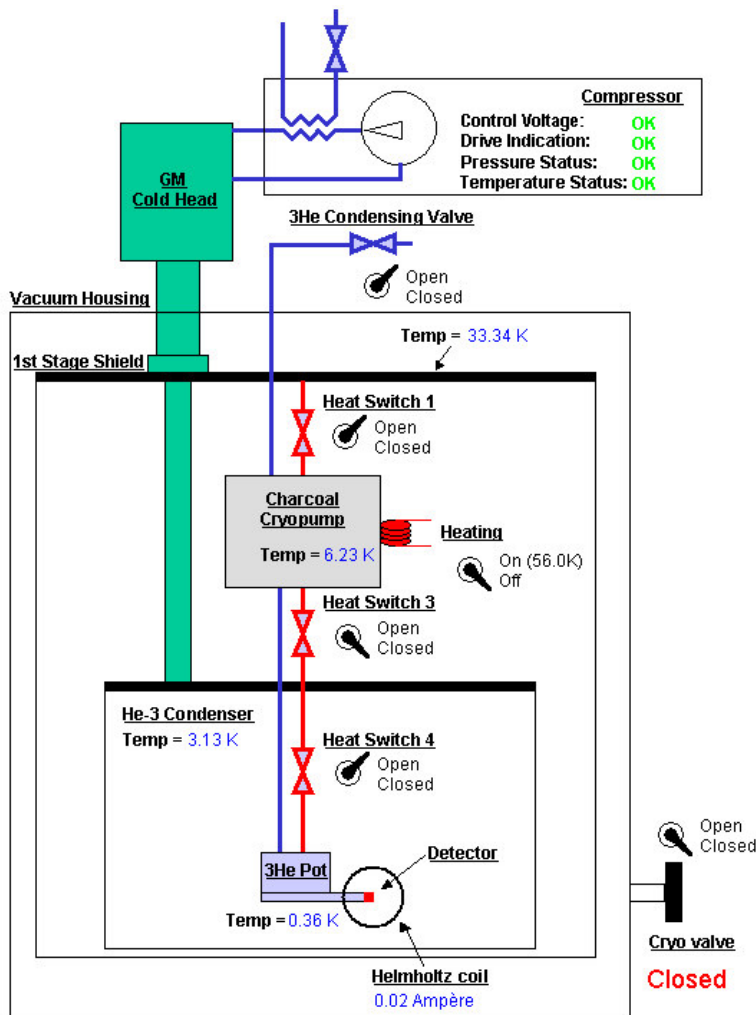 Compressor
Control Voltage: OK
Drive Indication: OK
Pressure Status: OK
Temperature Status: OK
GM
Cold Head
3He Condensing Valve
Open
Closed
Vacuum Housing
Temp = 33.34 K
1st Stage Shield
Heat Switch 1
Open
Closed
Charcoal
Cryopump
Temp = 6.23 K
Heating
On (56.0K)
Off
Heat Switch 3
Open
Closed
He-3 Condenser
Temp = 3.13 K
Heat Switch 4
Open
Closed
Open
Closed
3He Pot
Detector
Temp = 0.36 K
Cryo valve
Closed
Helmholtz coil
0.02 Ampère